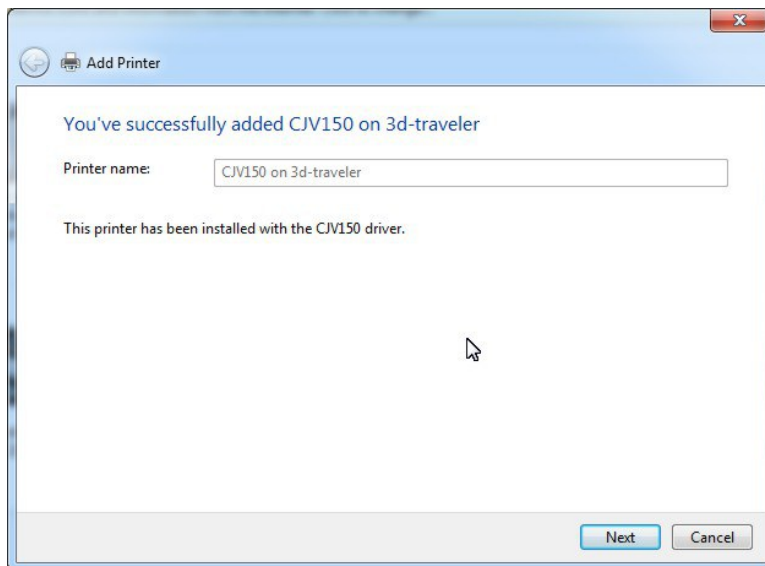 Add Printer
You've successfully added CJV150 on 3d-traveler
Printer name: CJV150 on 3d-traveler
This printer has been installed with the CJV150 driver.
Next Cancel